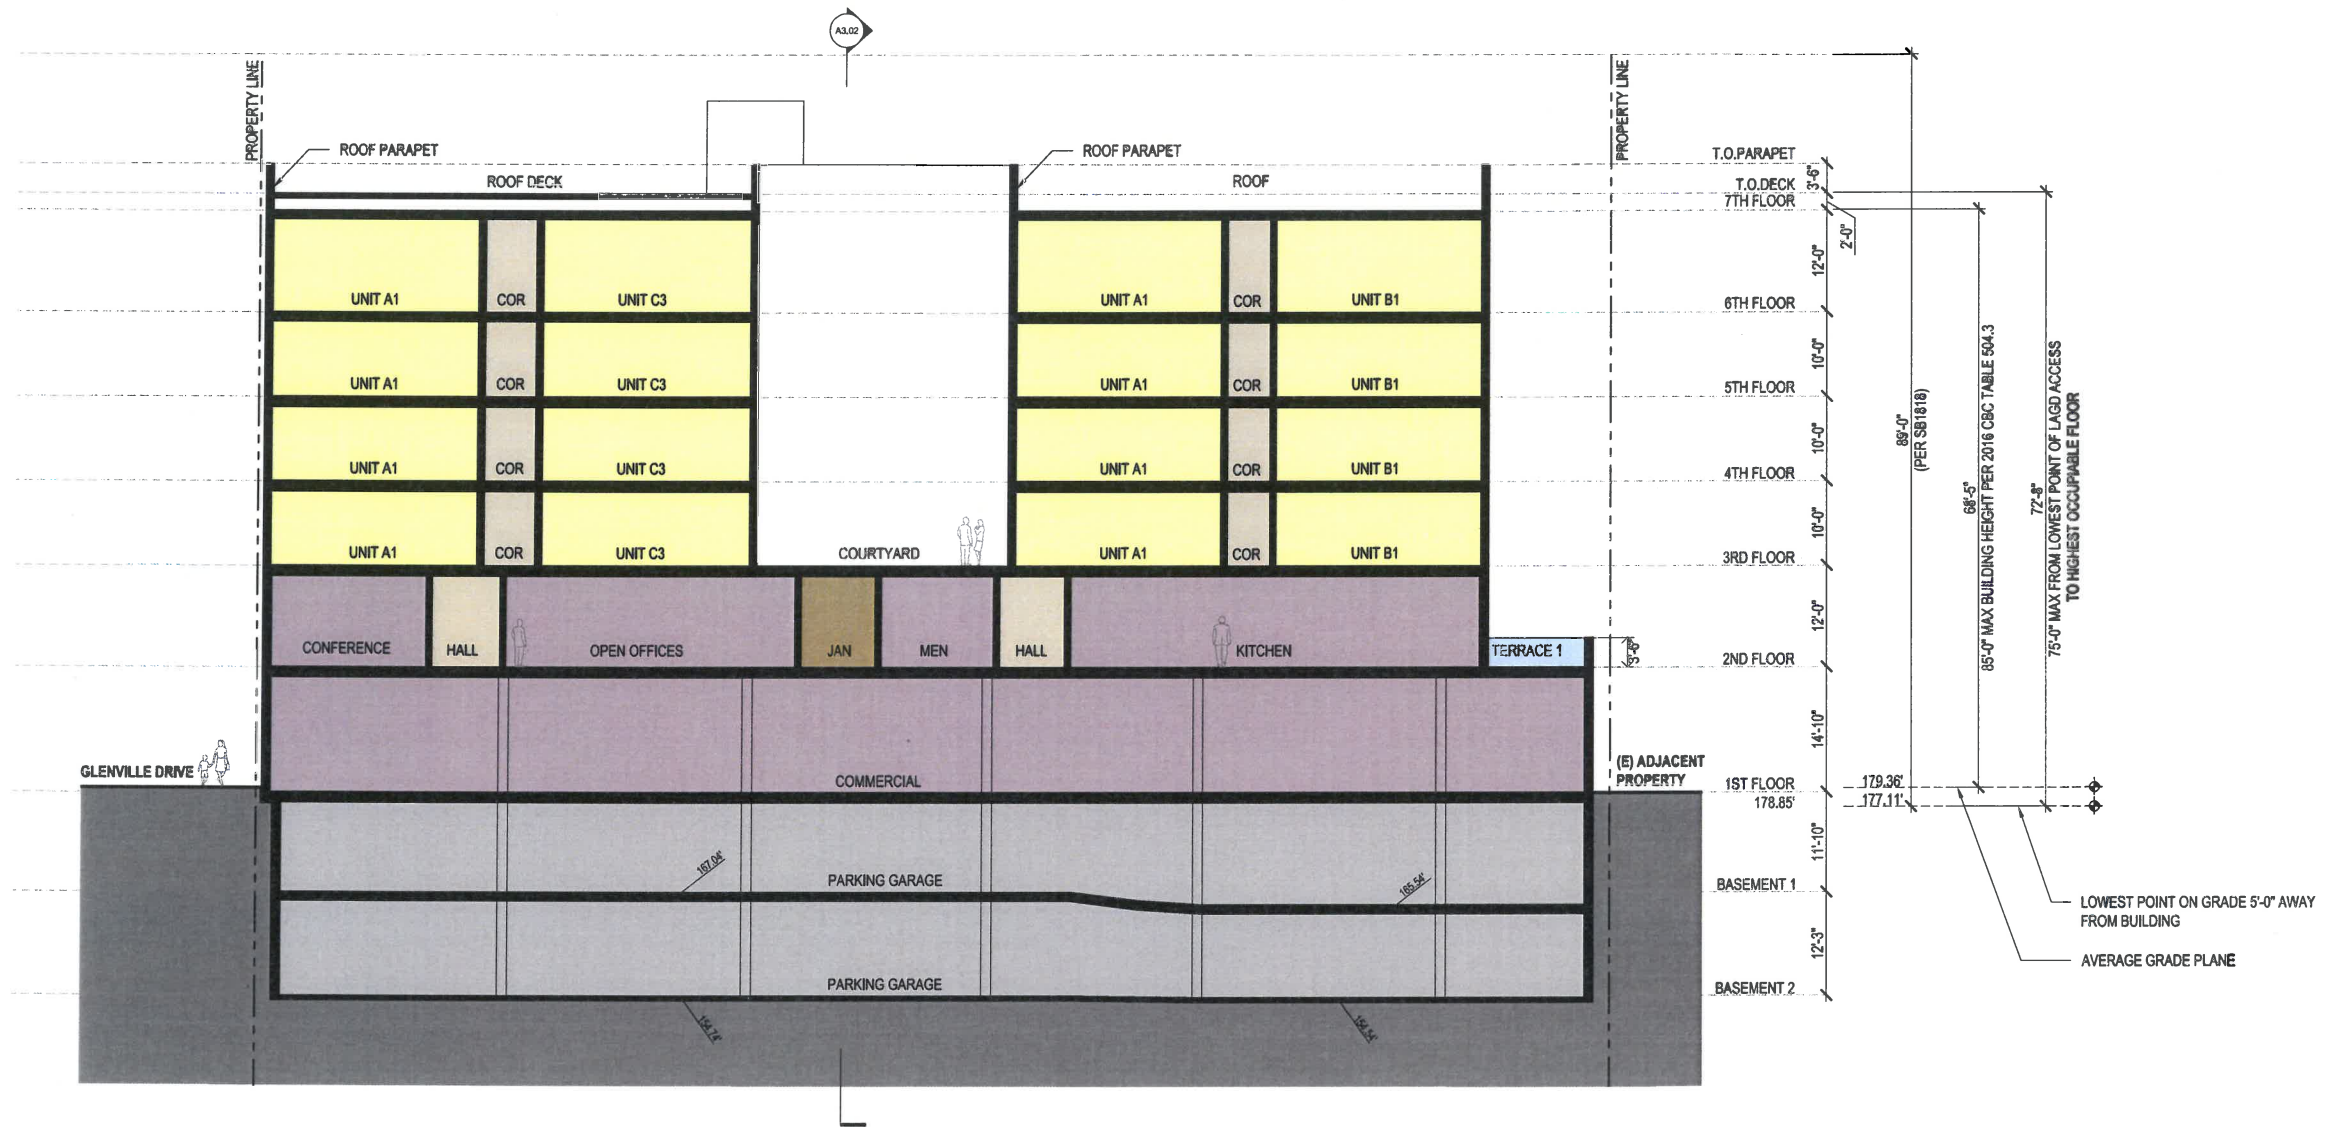 A3.02
PROPERTY LINE
PROPERTY LINE
ROOF PARAPET
ROOF PARAPET
T.O.PARAPET
3'-6"
ROOF DECK
ROOF
T.O.DECK
7TH FLOOR
2'-0"
12'-0"
UNIT A1
COR
UNIT C3
UNIT A1
COR
UNIT B1
6TH FLOOR
10'-0"
UNIT A1
COR
UNIT C3
UNIT A1
COR
UNIT B1
5TH FLOOR
10'-0"
UNIT A1
COR
UNIT C3
UNIT A1
COR
UNIT B1
4TH FLOOR
10'-0"
UNIT A1
COR
UNIT C3
COURTYARD
UNIT A1
COR
UNIT B1
3RD FLOOR
12'-0"
CONFERENCE
HALL
OPEN OFFICES
JAN
MEN
HALL
KITCHEN
TERRACE 1
3'-6"
2ND FLOOR
14'-10"
GLENVILLE DRIVE
COMMERCIAL
(E) ADJACENT
PROPERTY
1ST FLOOR
178.85'
179.36'
177.11'
89'-0"
(PER SB1818)
68'-5"
85'-0" MAX BUILDING HEIGHT PER 2016 CBC TABLE 504.3
72'-8"
75'-0" MAX FROM LOWEST POINT OF LAGD ACCESS
TO HIGHEST OCCUPIABLE FLOOR
11'-10"
167.04'
PARKING GARAGE
165.54'
BASEMENT 1
12'-3"
LOWEST POINT ON GRADE 5'-0" AWAY
FROM BUILDING
AVERAGE GRADE PLANE
PARKING GARAGE
BASEMENT 2
154.74'
154.54'